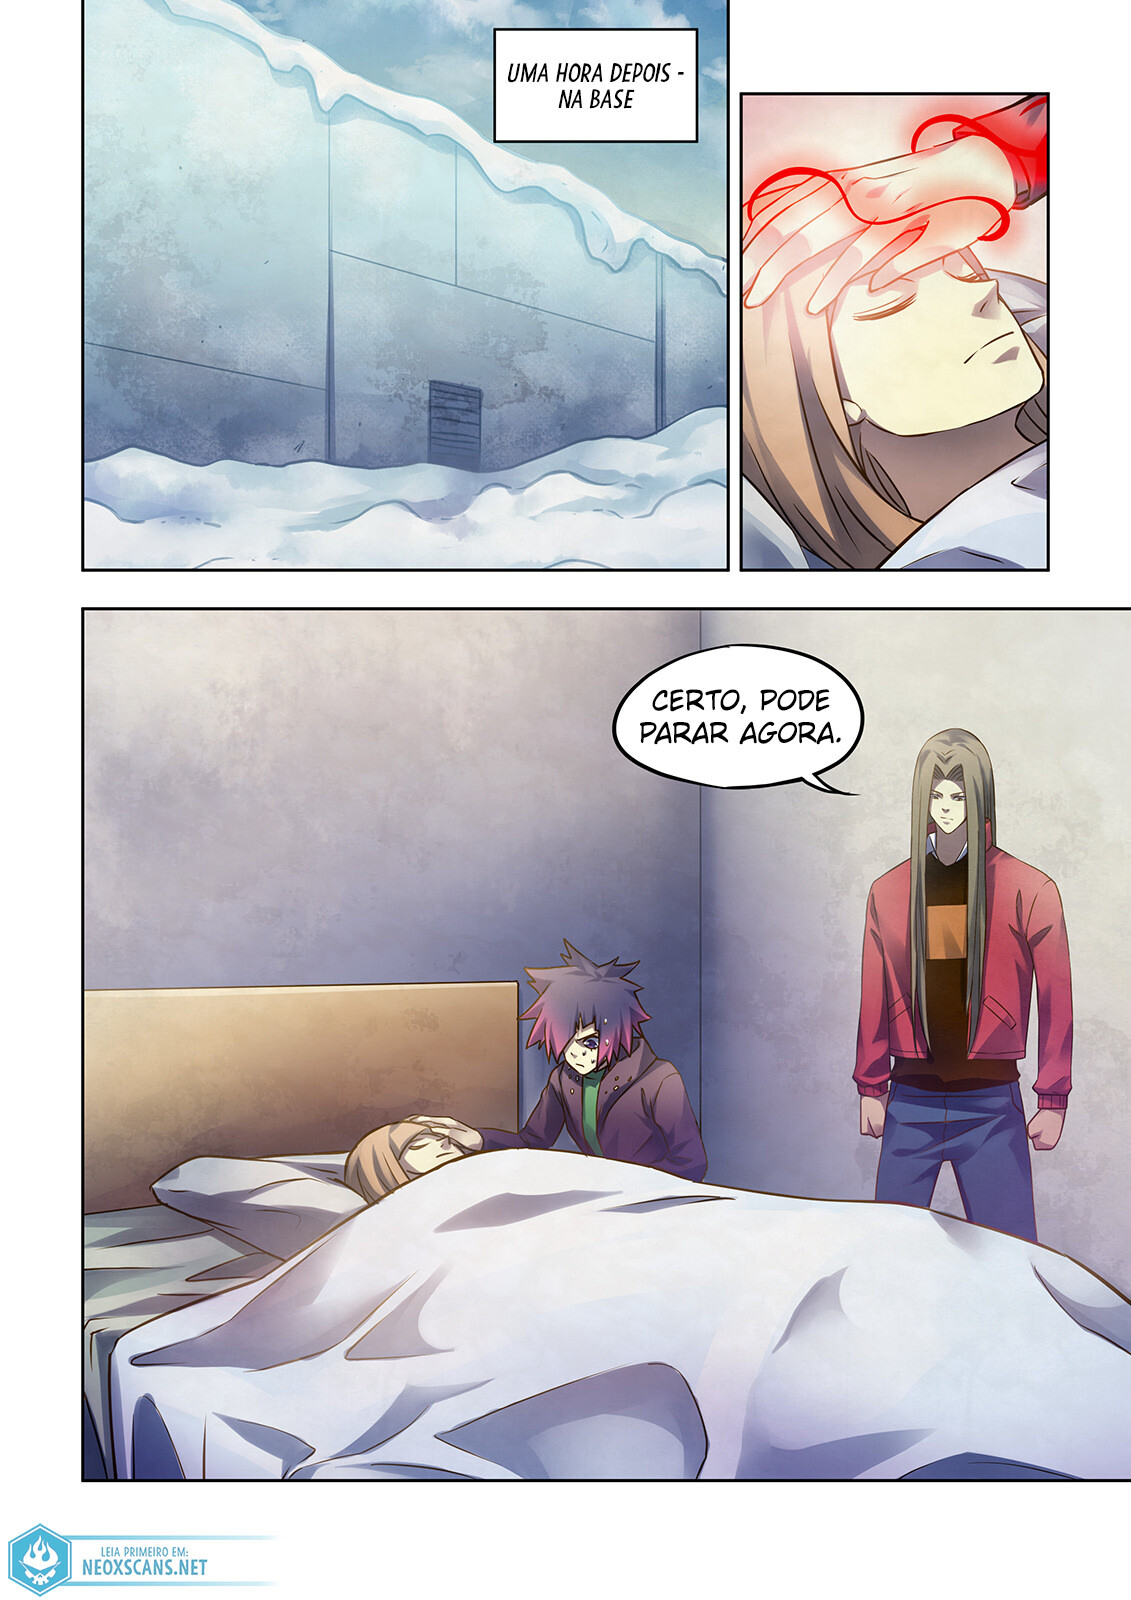 UMA HORA DEPOIS -
NA BASE
CERTO, PODE
PARAR AGORA.
LEIA PRIMEIRO EM:
NEOXSCANS.NET